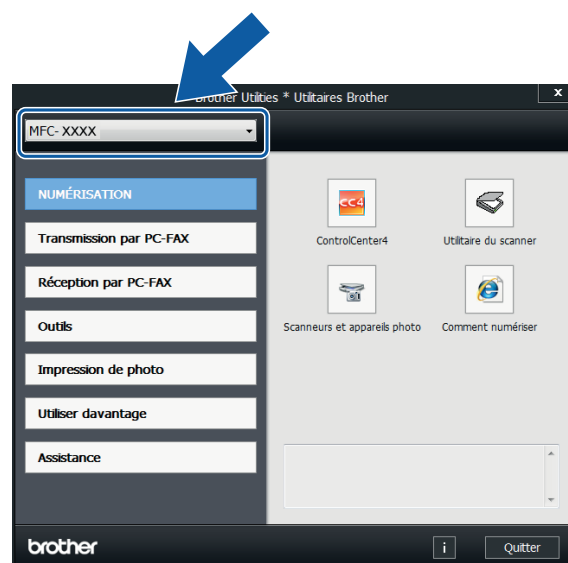 Brother Utilties * Utilitaires Brother
x
MFC- XXXX
NUMÉRISATION
Transmission par PC-FAX
Réception par PC-FAX
Outils
Impression de photo
Utiliser davantage
Assistance
CC4
ControlCenter4
Utilitaire du scanner
Scanneurs et appareils photo
Comment numériser
brother
i
Quitter